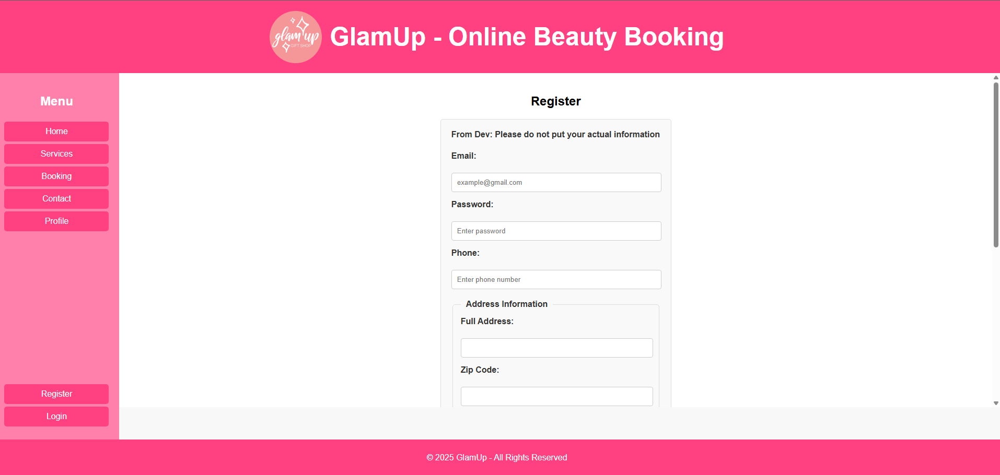 glam up
GIFT SHOP
GlamUp - Online Beauty Booking
Menu
Home
Services
Booking
Contact
Profile
Register
Login
Register
From Dev: Please do not put your actual information
Email:
example@gmail.com
Password:
Enter password
Phone:
Enter phone number
Address Information
Full Address:
Zip Code:
© 2025 GlamUp - All Rights Reserved